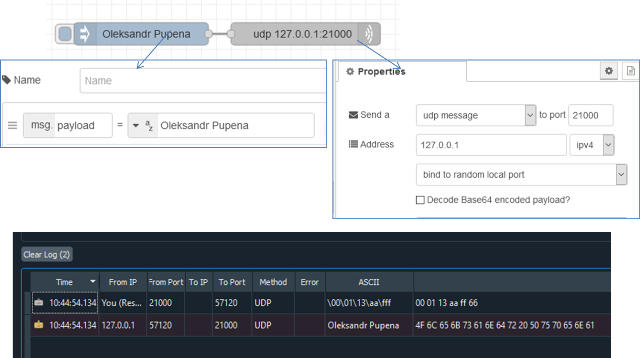 Oleksandr Pupena udp 127.0.0.1:21000
Name Name
msg. payload = az Oleksandr Pupena
Properties
Send a udp message to port 21000
Address 127.0.0.1 ipv4
bind to random local port
Decode Base64 encoded payload?
Clear Log (2)
Time From IP From Port To IP To Port Method Error ASCII
10:44:54.134 You (Res... 21000 57120 UDP \00\01\13\aa\fff 00 01 13 aa ff 66
10:44:54.134 127.0.0.1 57120 21000 UDP Oleksandr Pupena 4F 6C 65 6B 73 61 6E 64 72 20 50 75 70 65 6E 61